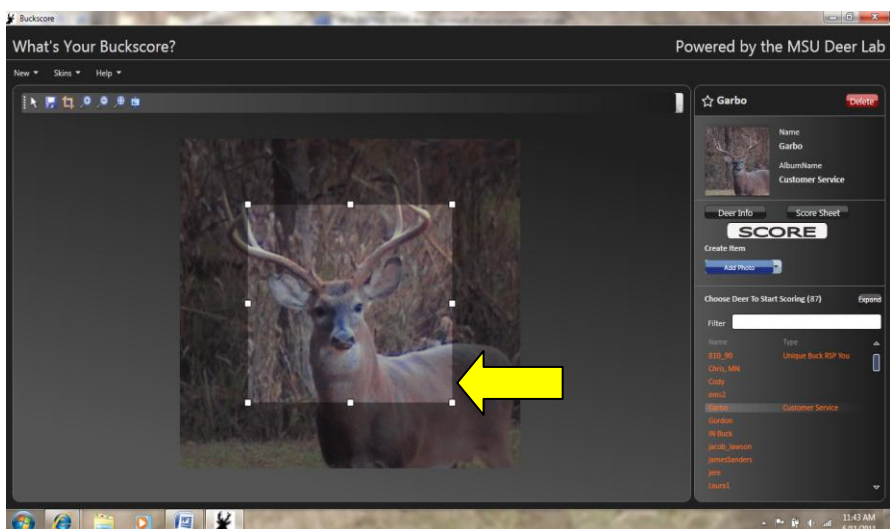 Buckscore
What's Your Buckscore?
Powered by the MSU Deer Lab
New Skins Help
Garbo
Delete
Name
Garbo
AlbumName
Customer Service
Deer Info Score Sheet
SCORE
Create Item
Add Photo
Choose Deer To Start Scoring (87) Expand
Filter
Name Type
810_90 Unique Buck RSP You
Chris, MN
Cody
Garbo Customer Service
Gordon
IN Buck
jacob_lawson
jamesSanders
jere
Laura1
11:43 AM